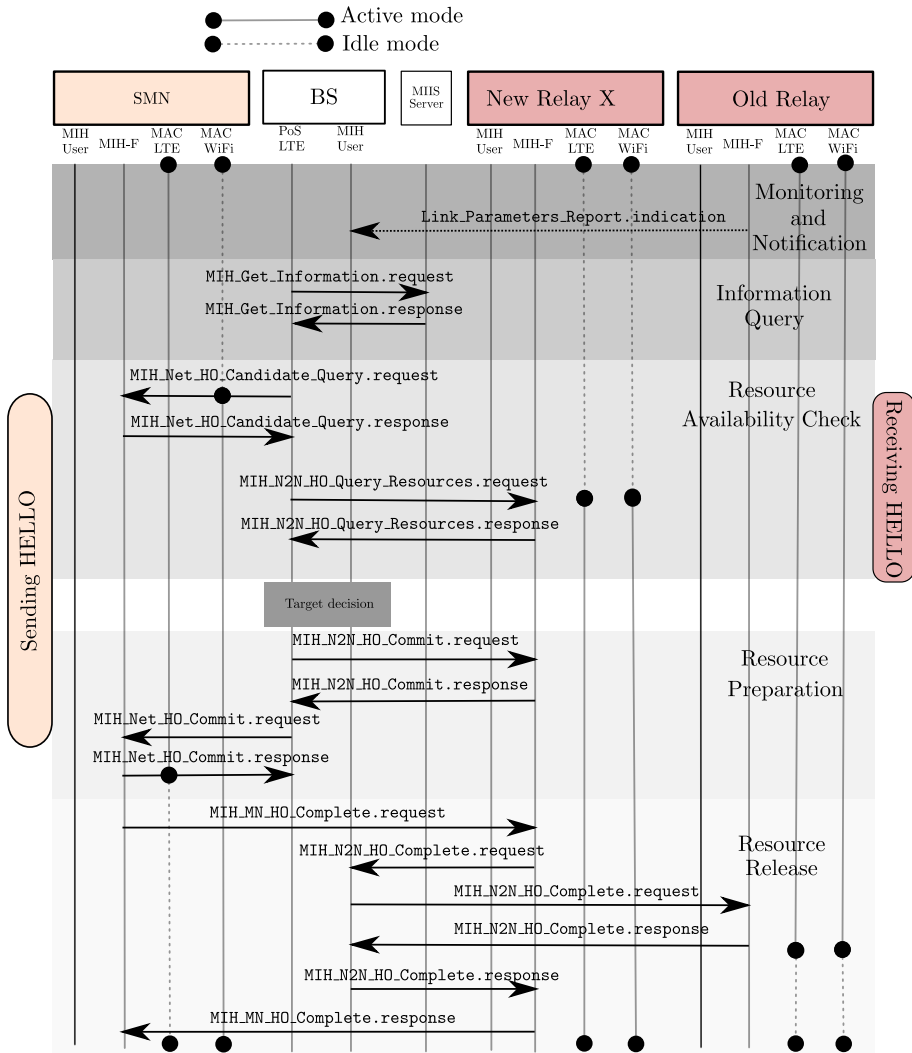 Active mode
Idle mode
SMN
BS
MIIS
Server
New Relay X
Old Relay
MIH
User
MIH-F
MAC
LTE
MAC
WiFi
PoS
LTE
MIH
User
MIH
User
MIH-F
MAC
LTE
MAC
WiFi
MIH
User
MIH-F
MAC
LTE
MAC
WiFi
Monitoring
and
Notification
Link_Parameters_Report.indication
MIH_Get_Information.request
MIH_Get_Information.response
Information
Query
MIH_Net_HO_Candidate_Query.request
MIH_Net_HO_Candidate_Query.response
Resource
Availability Check
MIH_N2N_HO_Query_Resources.request
MIH_N2N_HO_Query_Resources.response
Sending HELLO
Receiving HELLO
Target decision
MIH_N2N_HO_Commit.request
MIH_N2N_HO_Commit.response
Resource
Preparation
MIH_Net_HO_Commit.request
MIH_Net_HO_Commit.response
MIH_MN_HO_Complete.request
MIH_N2N_HO_Complete.request
Resource
Release
MIH_N2N_HO_Complete.request
MIH_N2N_HO_Complete.response
MIH_N2N_HO_Complete.response
MIH_MN_HO_Complete.response